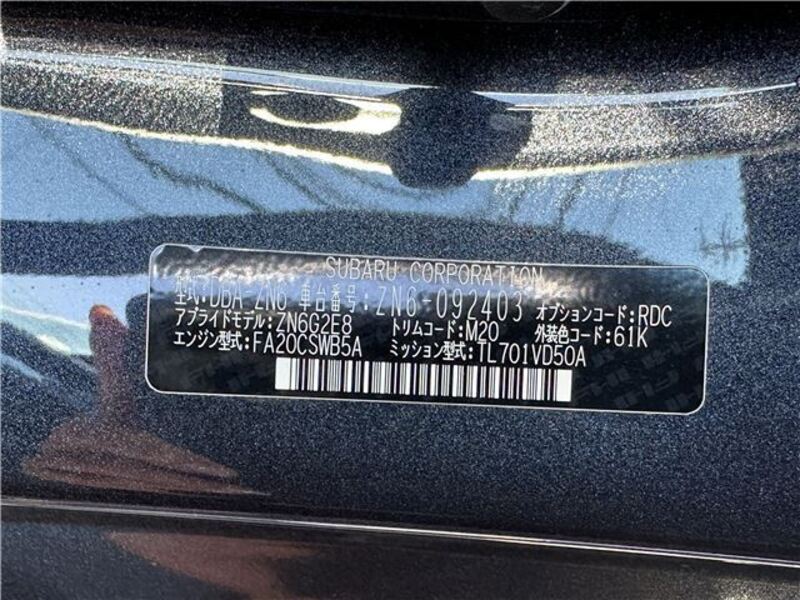 SUBARU CORPORATION
型式:DBA-ZN6 車台番号:ZN6-092403 オプションコード:RDC
アプライドモデル:ZN6G2E8 トリムコード:M20 外装色コード:61K
エンジン型式:FA20CSWB5A ミッション型式:TL701VD50A